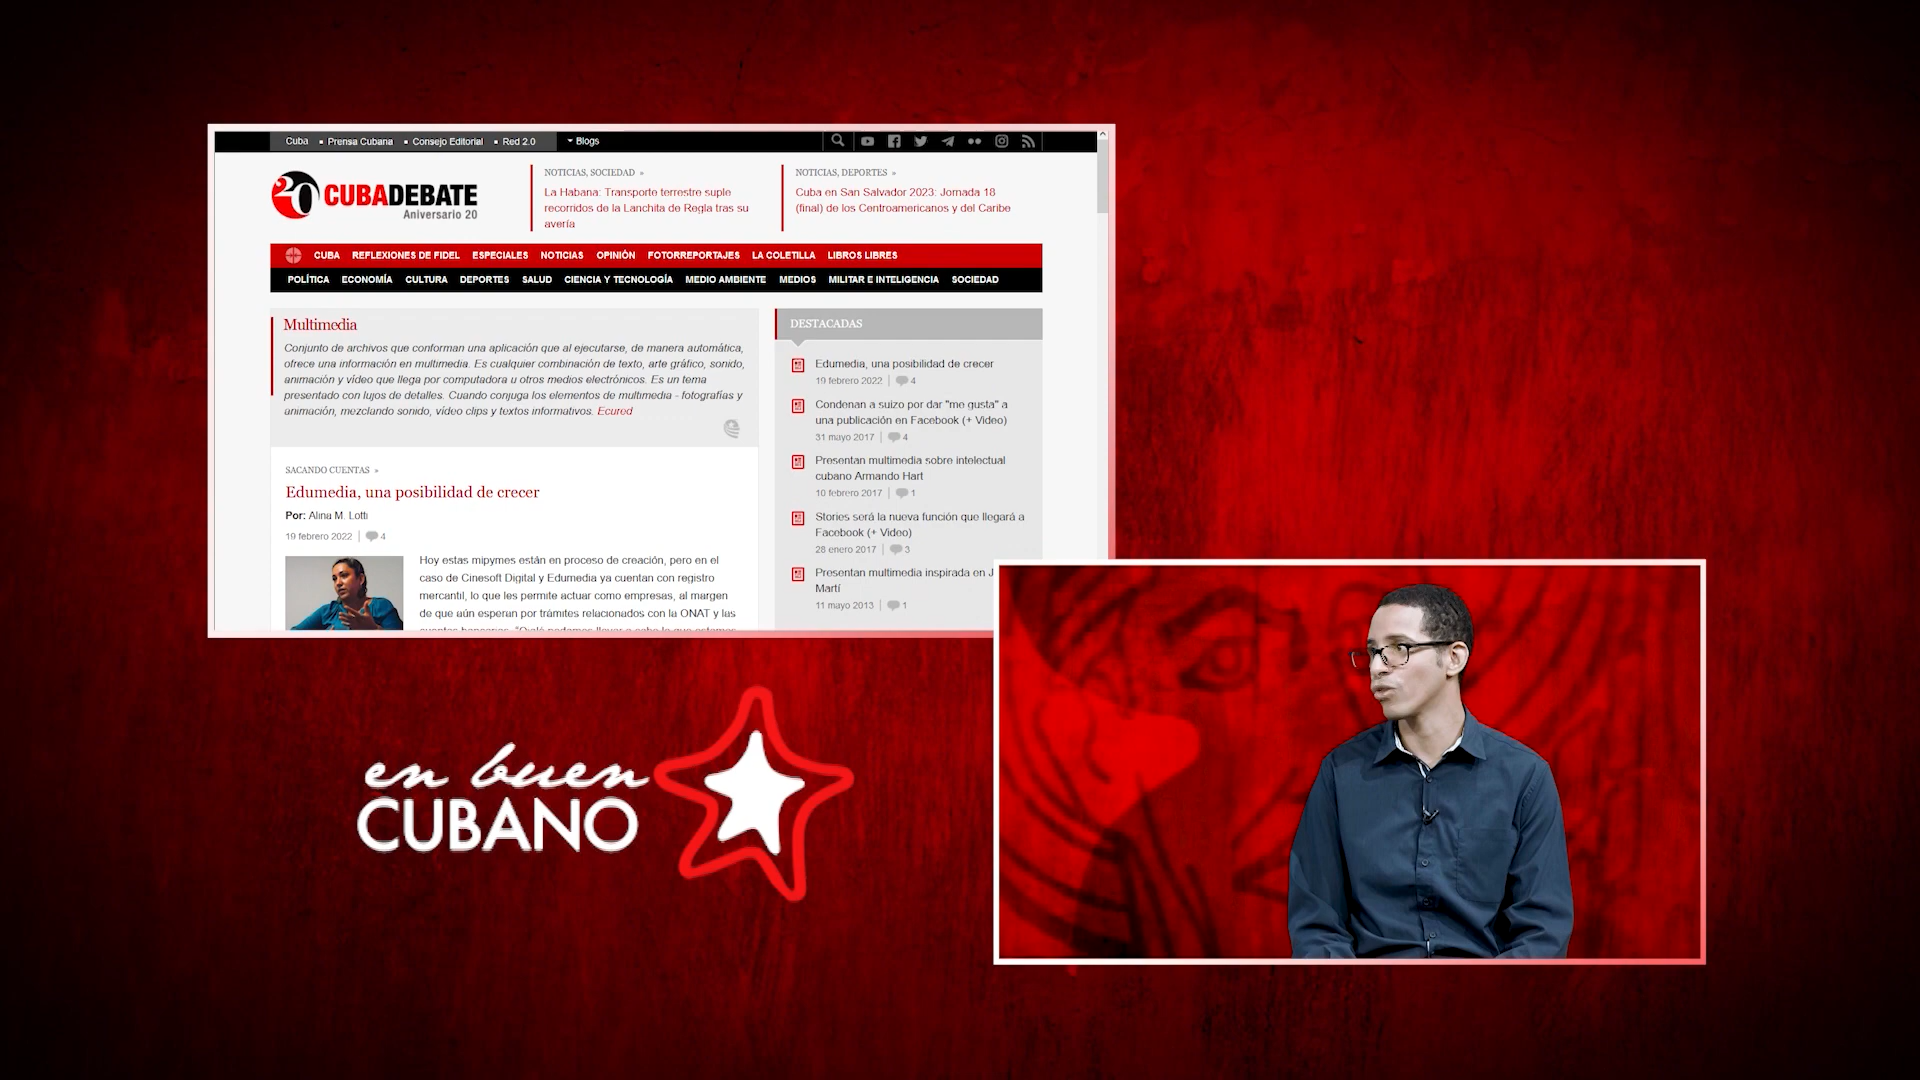 Cuba ▪ Prensa Cubana ▪ Consejo Editorial ▪ Red 2.0 Blogs
20 CUBADEBATE
Aniversario 20
NOTICIAS, SOCIEDAD »
La Habana: Transporte terrestre suple
recorridos de la Lanchita de Regla tras su
avería
NOTICIAS, DEPORTES »
Cuba en San Salvador 2023: Jornada 18
(final) de los Centroamericanos y del Caribe
CUBA REFLEXIONES DE FIDEL ESPECIALES NOTICIAS OPINIÓN FOTORREPORTAJES LA COLETILLA LIBROS LIBRES
POLÍTICA ECONOMÍA CULTURA DEPORTES SALUD CIENCIA Y TECNOLOGÍA MEDIO AMBIENTE MEDIOS MILITAR E INTELIGENCIA SOCIEDAD
Multimedia
Conjunto de archivos que conforman una aplicación que al ejecutarse, de manera automática,
ofrece una información en multimedia. Es cualquier combinación de texto, arte gráfico, sonido,
animación y vídeo que llega por computadora u otros medios electrónicos. Es un tema
presentado con lujos de detalles. Cuando conjuga los elementos de multimedia - fotografías y
animación, mezclando sonido, vídeo clips y textos informativos. Ecured
SACANDO CUENTAS »
Edumedia, una posibilidad de crecer
Por: Alina M. Lotti
19 febrero 2022 | 4
Hoy estas mipymes están en proceso de creación, pero en el
caso de Cinesoft Digital y Edumedia ya cuentan con registro
mercantil, lo que les permite actuar como empresas, al margen
de que aún esperan por trámites relacionados con la ONAT y las
DESTACADAS
Edumedia, una posibilidad de crecer
19 febrero 2022 | 4
Condenan a suizo por dar "me gusta" a
una publicación en Facebook (+ Video)
31 mayo 2017 | 4
Presentan multimedia sobre intelectual
cubano Armando Hart
10 febrero 2017 | 1
Stories será la nueva función que llegará a
Facebook (+ Video)
28 enero 2017 | 3
Presentan multimedia inspirada en J
Martí
11 mayo 2013 | 1
en buen
CUBANO